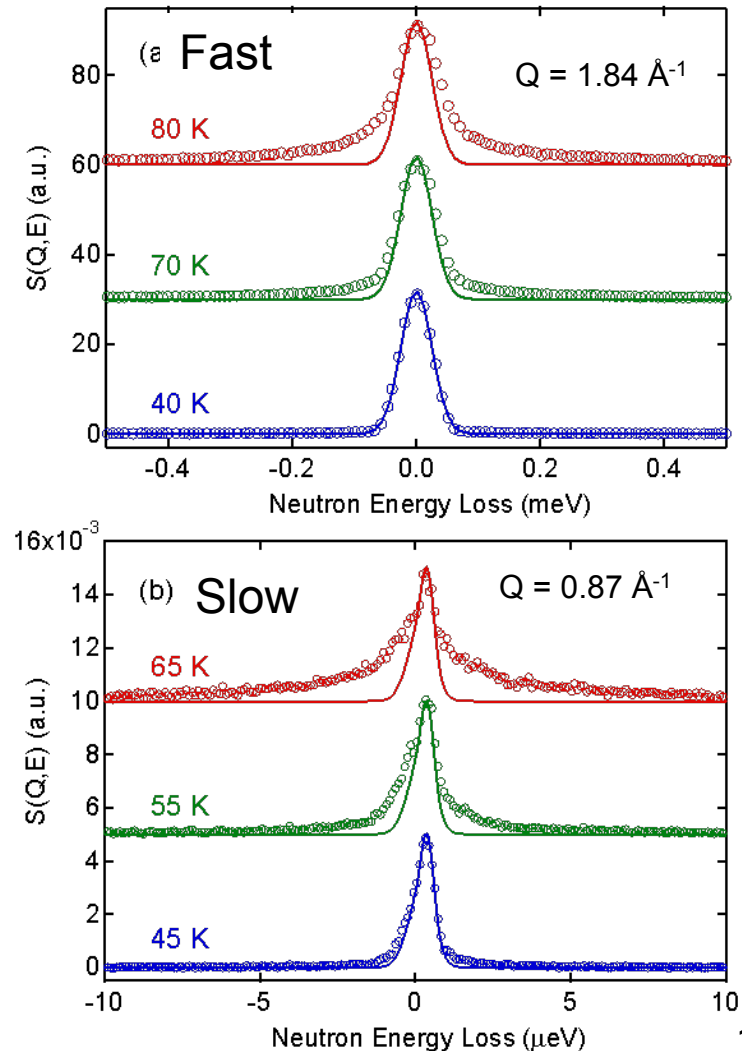 (a Fast
Q = 1.84 Å-1
80 K
70 K
40 K
80
60
40
20
0
S(Q,E) (a.u.)
-0.4
-0.2
0.0
0.2
0.4
Neutron Energy Loss (meV)
16x10-3
(b) Slow
Q = 0.87 Å-1
65 K
55 K
45 K
14
12
10
8
6
4
2
0
S(Q,E) (a.u.)
-10
-5
0
5
10
Neutron Energy Loss (μeV)